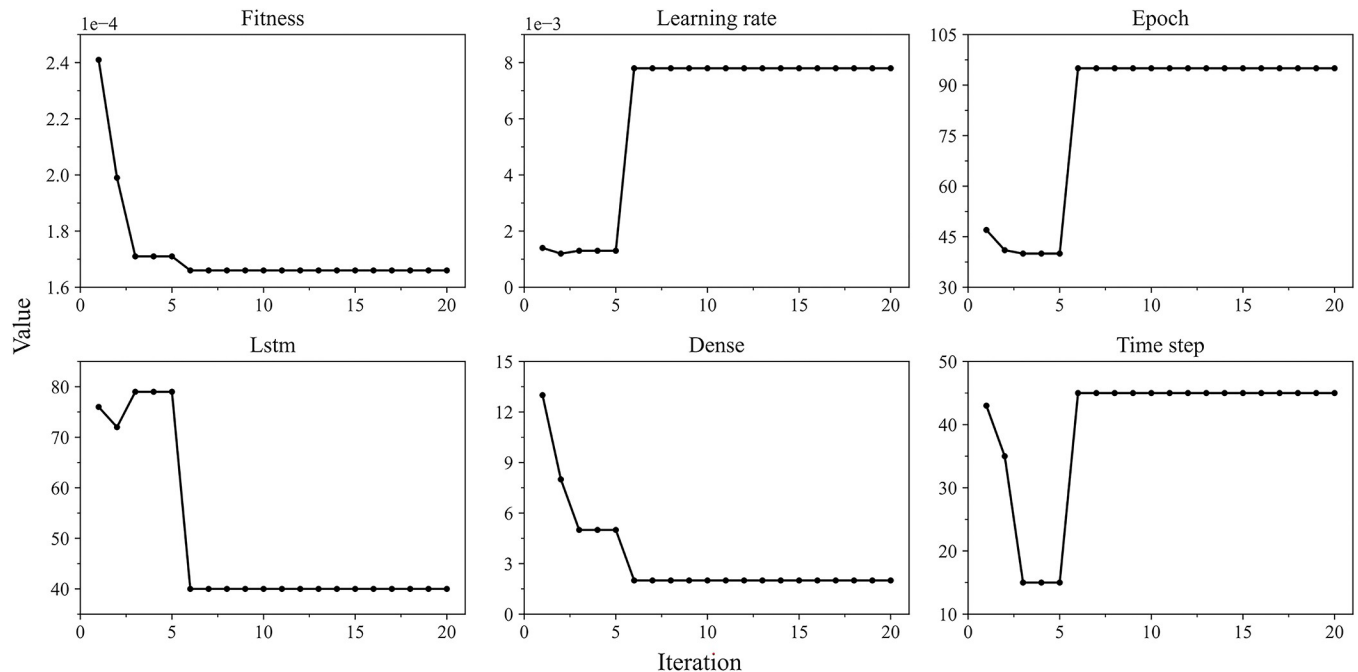 Fitness
1e−4
2.4
2.2
2.0
1.8
1.6
0 5 10 15 20
Learning rate
1e−3
8
6
4
2
0
0 5 10 15 20
Epoch
105
90
75
60
45
30
0 5 10 15 20
Value
Lstm
80
70
60
50
40
0 5 10 15 20
Dense
15
12
9
6
3
0
0 5 10 15 20
Time step
50
40
30
20
10
0 5 10 15 20
Iteration